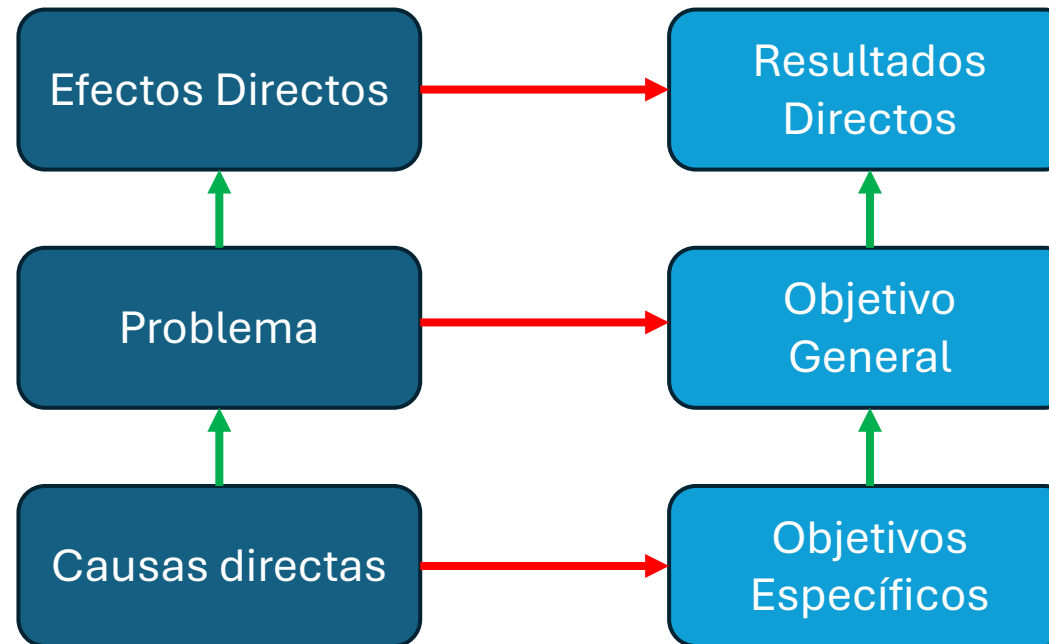 Efectos Directos
Resultados
Directos
Problema
Objetivo
General
Causas directas
Objetivos
Específicos